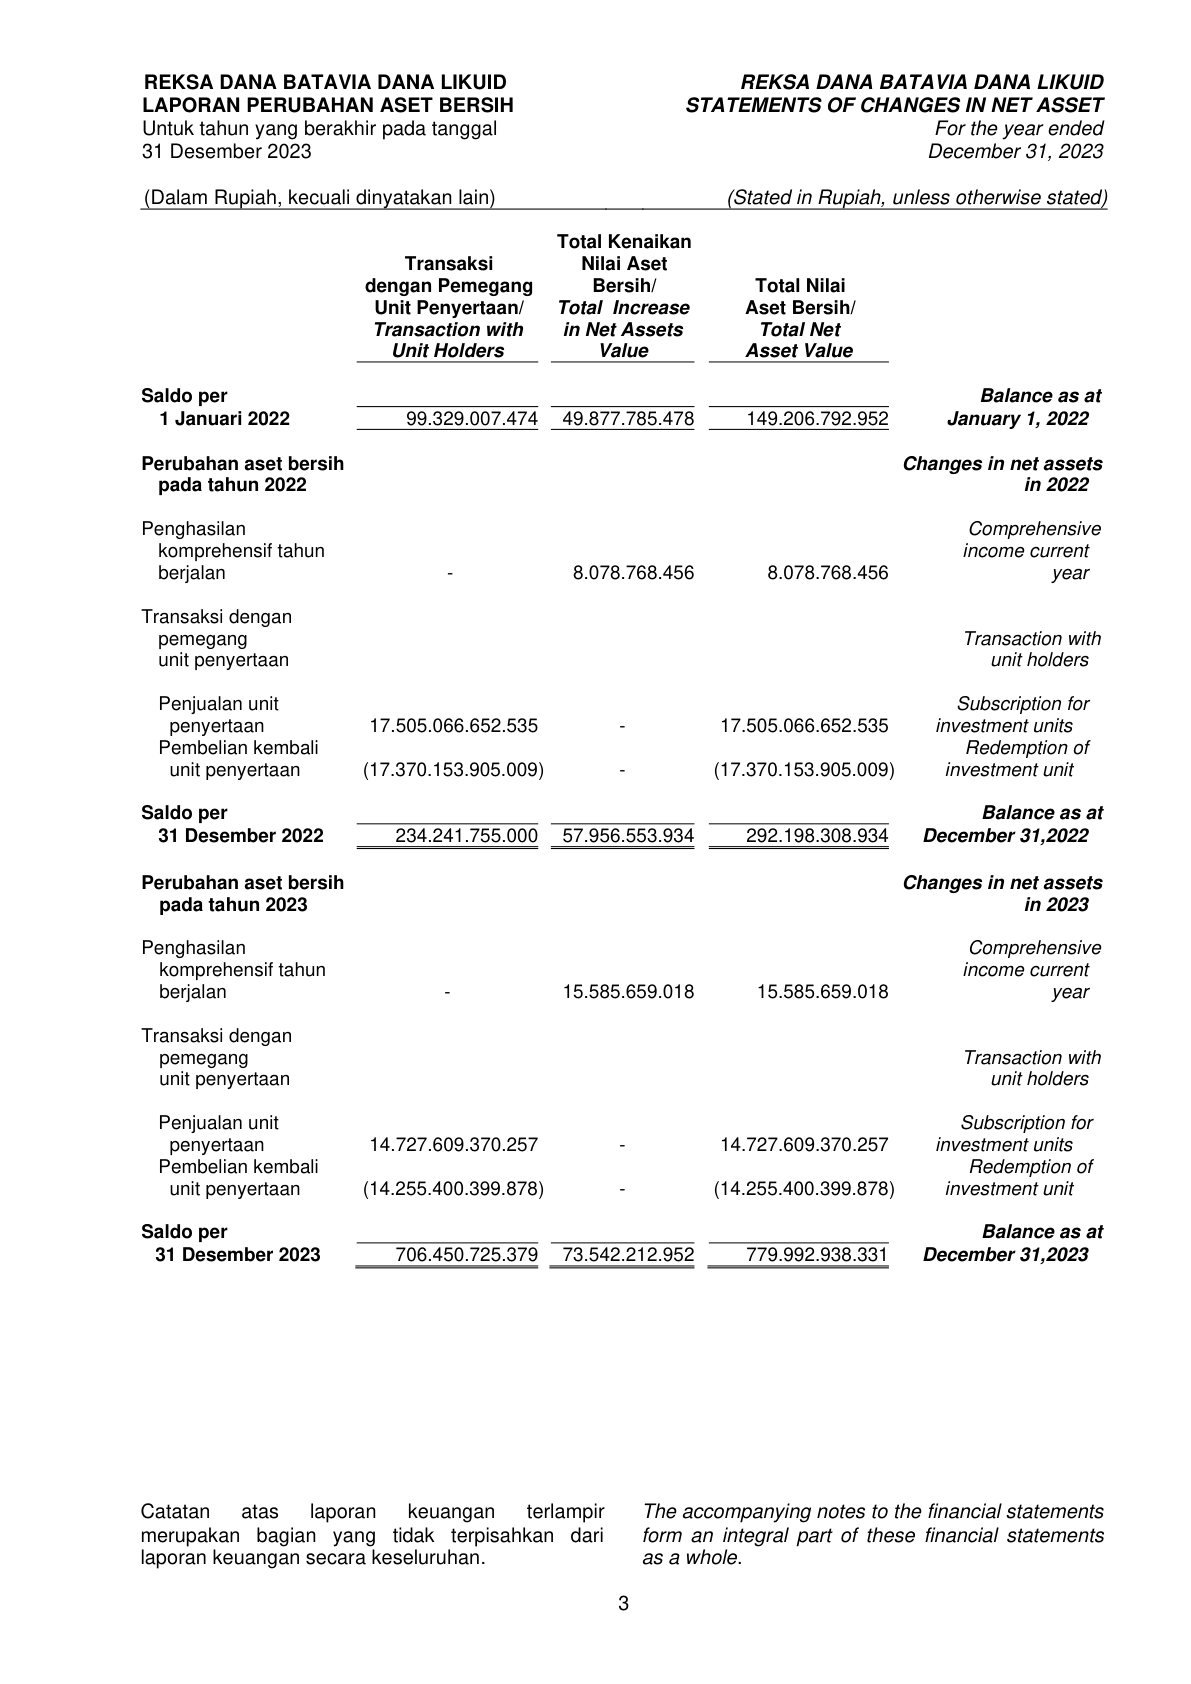 REKSA DANA BATAVIA DANA LIKUID
LAPORAN PERUBAHAN ASET BERSIH
Untuk tahun yang berakhir pada tanggal
31 Desember 2023
(Dalam Rupiah, kecuali dinyatakan lain)
REKSA DANA BATAVIA DANA LIKUID
STATEMENTS OF CHANGES IN NET ASSET
For the year ended
December 31, 2023
(Stated in Rupiah, unless otherwise stated)
Transaksi
dengan Pemegang
Unit Penyertaan/
Transaction with
Unit Holders
Total Kenaikan
Nilai Aset
Bersih/
Total Increase
in Net Assets
Value
Total Nilai
Aset Bersih/
Total Net
Asset Value
Saldo per Balance as at
1 Januari 2022 99.329.007.474 49.877.785.478 149.206.792.952 January 1, 2022
Perubahan aset bersih Changes in net assets
pada tahun 2022 in 2022
Penghasilan Comprehensive
komprehensif tahun income current
berjalan - 8.078.768.456 8.078.768.456 year
Transaksi dengan
pemegang Transaction with
unit penyertaan unit holders
Penjualan unit Subscription for
penyertaan 17.505.066.652.535 - 17.505.066.652.535 investment units
Pembelian kembali Redemption of
unit penyertaan (17.370.153.905.009) - (17.370.153.905.009) investment unit
Saldo per Balance as at
31 Desember 2022 234.241.755.000 57.956.553.934 292.198.308.934 December 31,2022
Perubahan aset bersih Changes in net assets
pada tahun 2023 in 2023
Penghasilan Comprehensive
komprehensif tahun income current
berjalan - 15.585.659.018 15.585.659.018 year
Transaksi dengan
pemegang Transaction with
unit penyertaan unit holders
Penjualan unit Subscription for
penyertaan 14.727.609.370.257 - 14.727.609.370.257 investment units
Pembelian kembali Redemption of
unit penyertaan (14.255.400.399.878) - (14.255.400.399.878) investment unit
Saldo per Balance as at
31 Desember 2023 706.450.725.379 73.542.212.952 779.992.938.331 December 31,2023
Catatan atas laporan keuangan terlampir
merupakan bagian yang tidak terpisahkan dari
laporan keuangan secara keseluruhan.
The accompanying notes to the financial statements
form an integral part of these financial statements
as a whole.
3